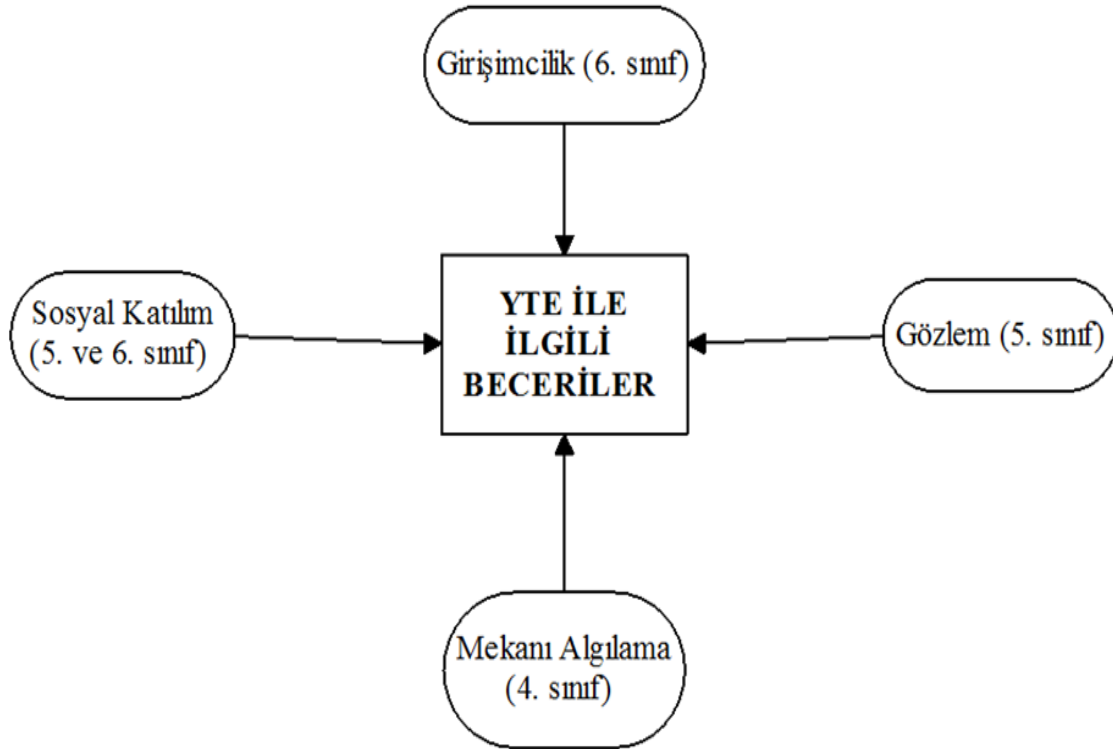 Girişimcilik (6. sınıf)
Sosyal Katılım
(5. ve 6. sınıf)
YTE İLE
İLGİLİ
BECERİLER
Gözlem (5. sınıf)
Mekanı Algılama
(4. sınıf)